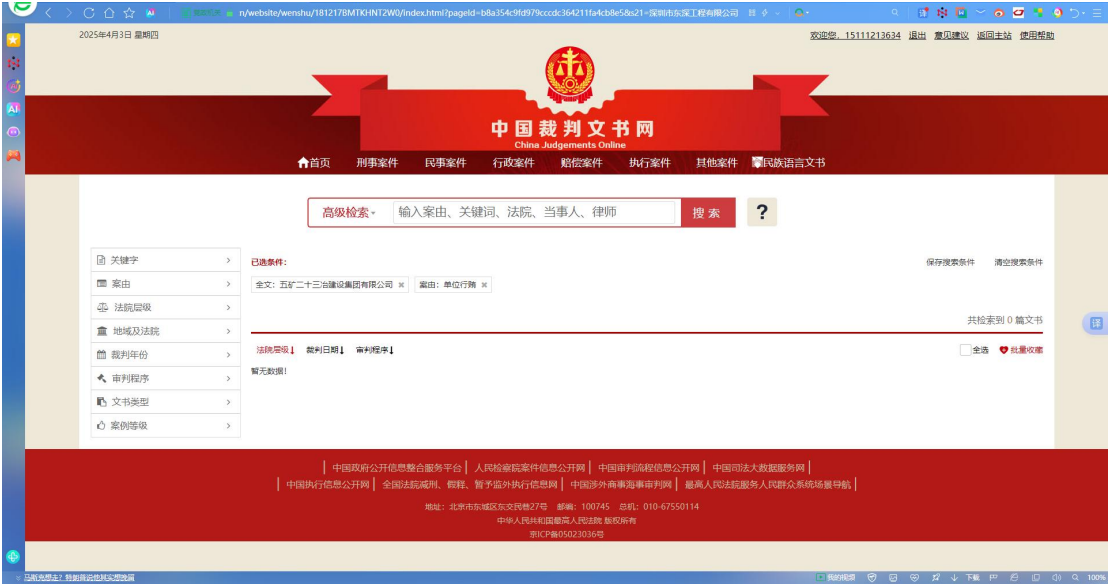 n/website/wenshu/181217BMTKHNT2W0/index.html?pageId=b8a354c9fd979cccdc364211fa4cb8e5&s21=深圳市东深工程有限公司
2025年4月3日 星期四
欢迎您，15111213634 退出 意见建议 返回主站 使用帮助
中国裁判文书网
China Judgements Online
首页 刑事案件 民事案件 行政案件 赔偿案件 执行案件 其他案件 民族语言文书
高级检索 输入案由、关键词、法院、当事人、律师 搜索 ?
关键字
案由
法院层级
地域及法院
裁判年份
审判程序
文书类型
案例等级
已选条件：
保存搜索条件 清空搜索条件
全文：五矿二十三冶建设集团有限公司 × 案由：单位行贿 ×
共检索到 0 篇文书
法院层级 裁判日期 审判程序
全选 批量收藏
暂无数据!
中国政府公开信息整合服务平台 | 人民检察院案件信息公开网 | 中国审判流程信息公开网 | 中国司法大数据服务网 |
中国执行信息公开网 | 全国法院减刑、假释、暂予监外执行信息网 | 中国涉外商事海事审判网 | 最高人民法院服务人民群众系统场景导航 |
地址：北京市东城区东交民巷27号 邮编：100745 总机：010-67550114
中华人民共和国最高人民法院 版权所有
京ICP备05023036号
AI
译
我的视频
下载
100%